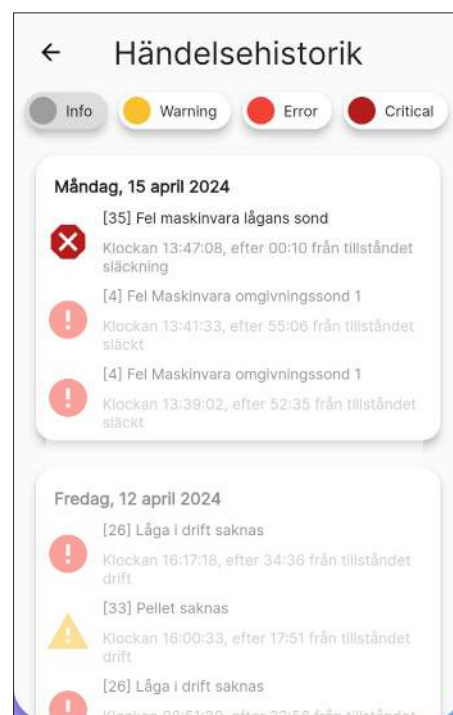 Händelsehistorik
Info
Warning
Error
Critical
Måndag, 15 april 2024
[35] Fel maskinvara lågans sond
Klockan 13:47:08, efter 00:10 från tillståndet
släckning
[4] Fel Maskinvara omgivningssond 1
Klockan 13:41:33, efter 55:06 från tillståndet
släckt
[4] Fel Maskinvara omgivningssond 1
Klockan 13:39:02, efter 52:35 från tillståndet
släckt
Fredag, 12 april 2024
[26] Låga i drift saknas
Klockan 16:17:18, efter 34:36 från tillståndet
drift
[33] Pellet saknas
Klockan 16:00:33, efter 17:51 från tillståndet
drift
[26] Låga i drift saknas